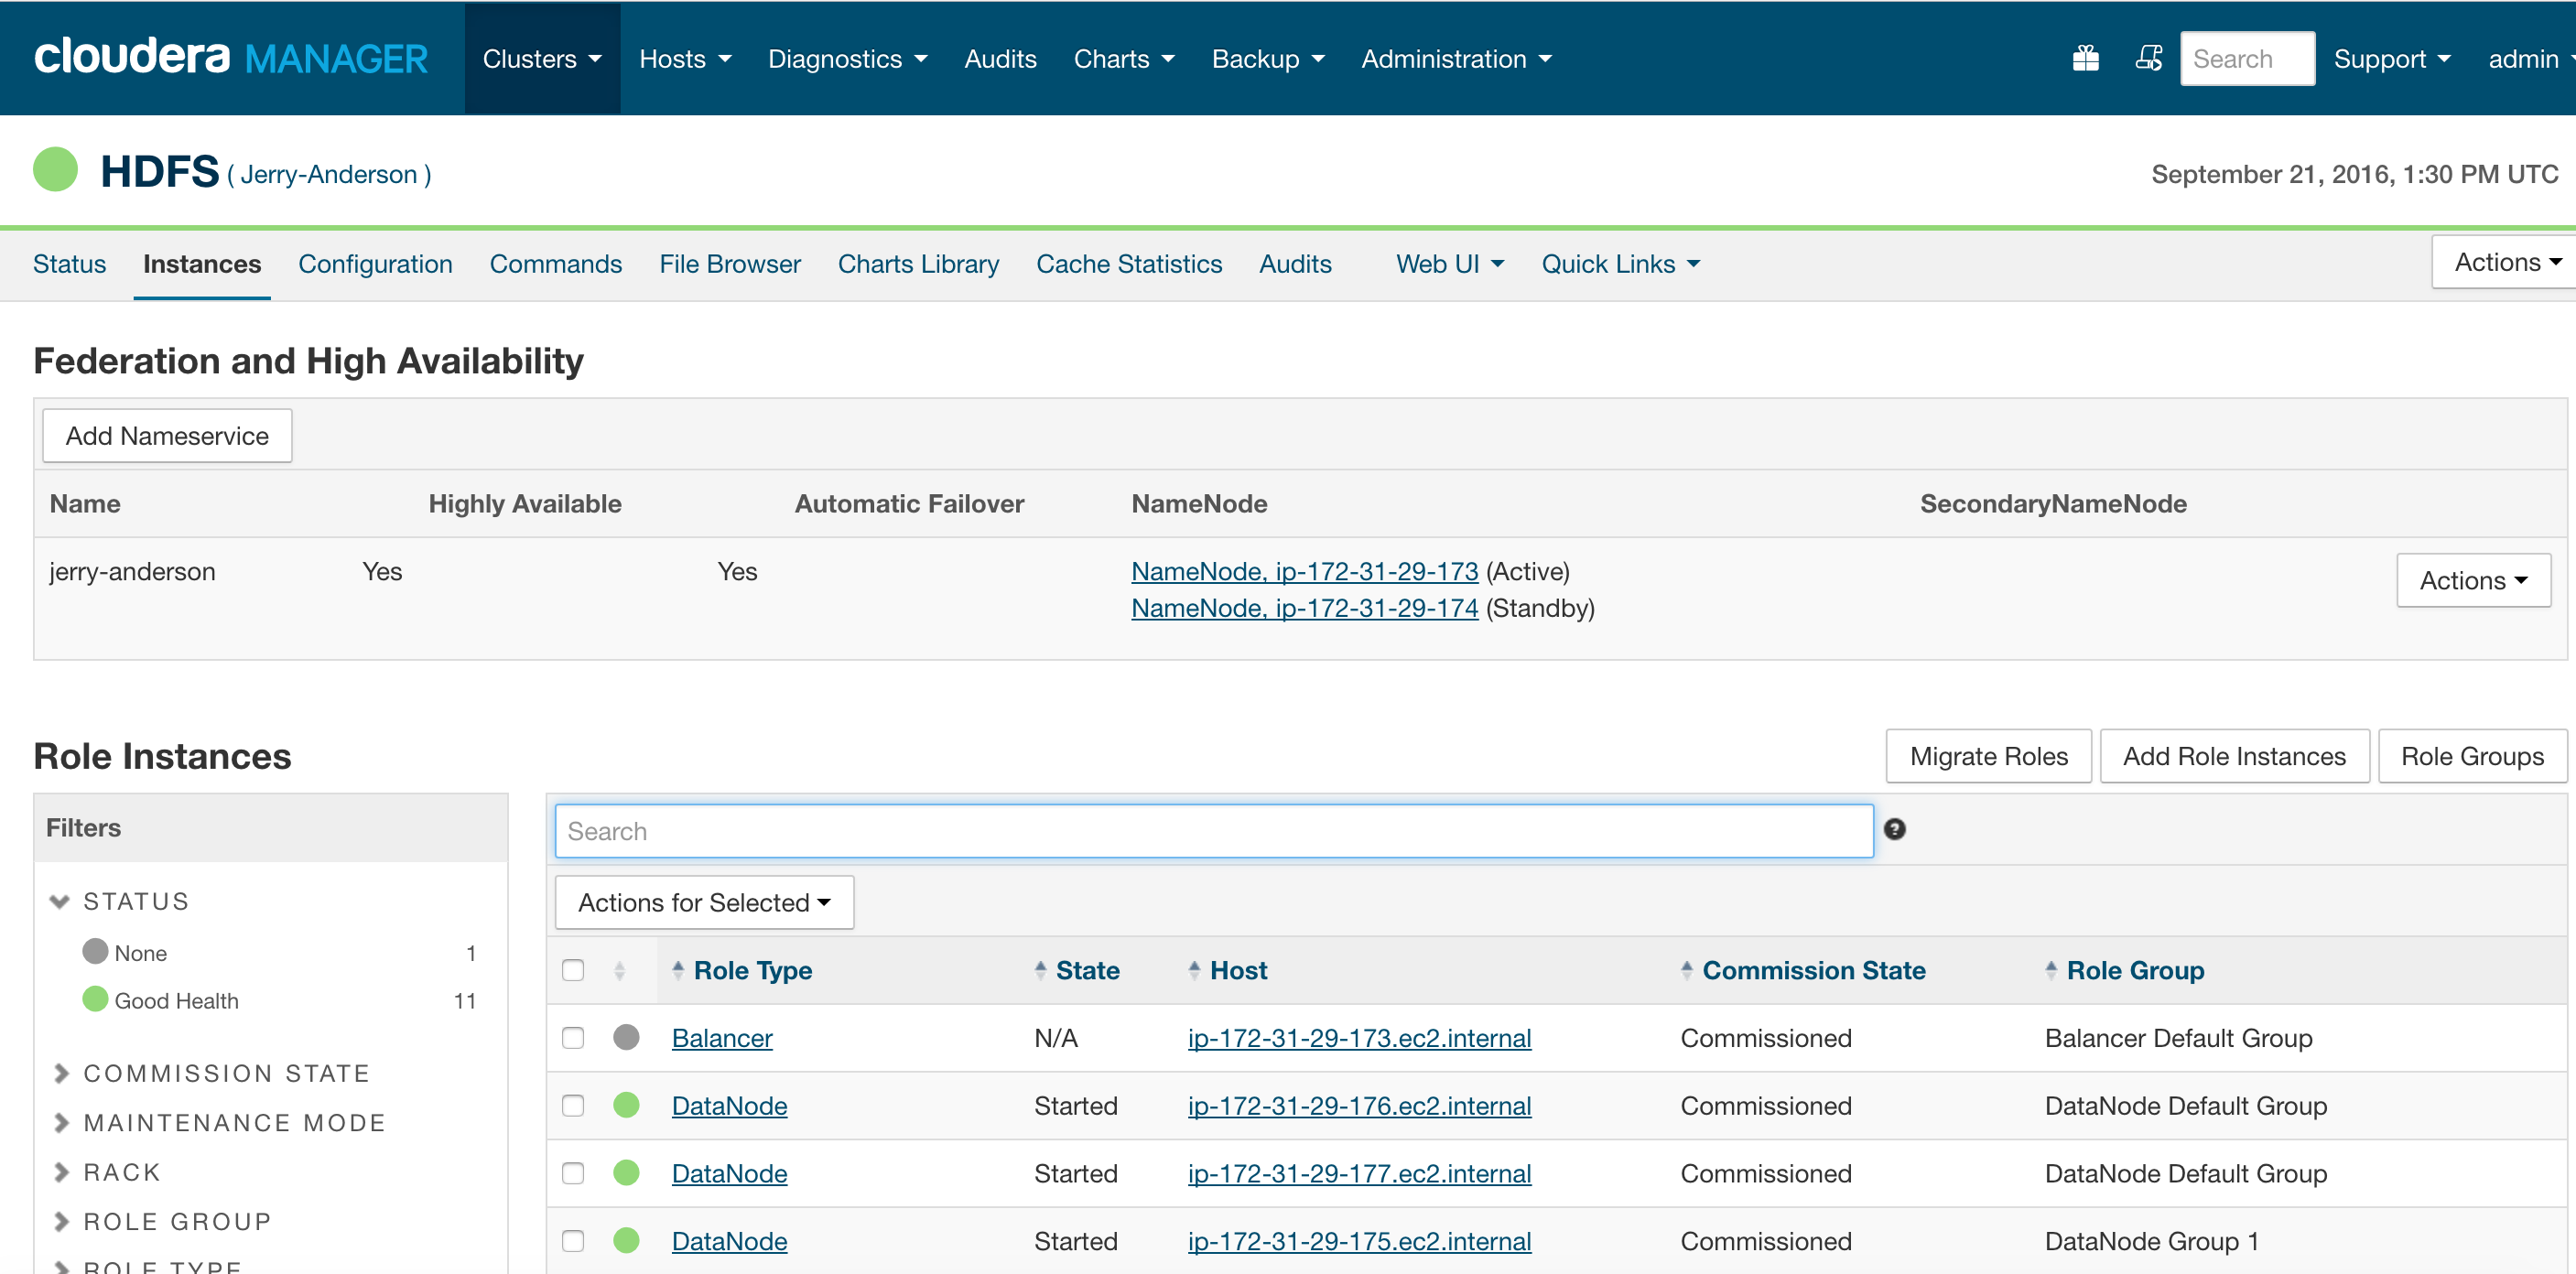 cloudera MANAGER Clusters Hosts Diagnostics Audits Charts Backup Administration Search Support admin
HDFS ( Jerry-Anderson ) September 21, 2016, 1:30 PM UTC
Status Instances Configuration Commands File Browser Charts Library Cache Statistics Audits Web UI Quick Links Actions
Federation and High Availability
Add Nameservice
Name Highly Available Automatic Failover NameNode SecondaryNameNode
jerry-anderson Yes Yes NameNode, ip-172-31-29-173 (Active) Actions
NameNode, ip-172-31-29-174 (Standby)
Role Instances Migrate Roles Add Role Instances Role Groups
Filters
STATUS
None 1
Good Health 11
COMMISSION STATE
MAINTENANCE MODE
RACK
ROLE GROUP
ROLE TYPE
Search ?
Actions for Selected
Role Type State Host Commission State Role Group
Balancer N/A ip-172-31-29-173.ec2.internal Commissioned Balancer Default Group
DataNode Started ip-172-31-29-176.ec2.internal Commissioned DataNode Default Group
DataNode Started ip-172-31-29-177.ec2.internal Commissioned DataNode Default Group
DataNode Started ip-172-31-29-175.ec2.internal Commissioned DataNode Group 1